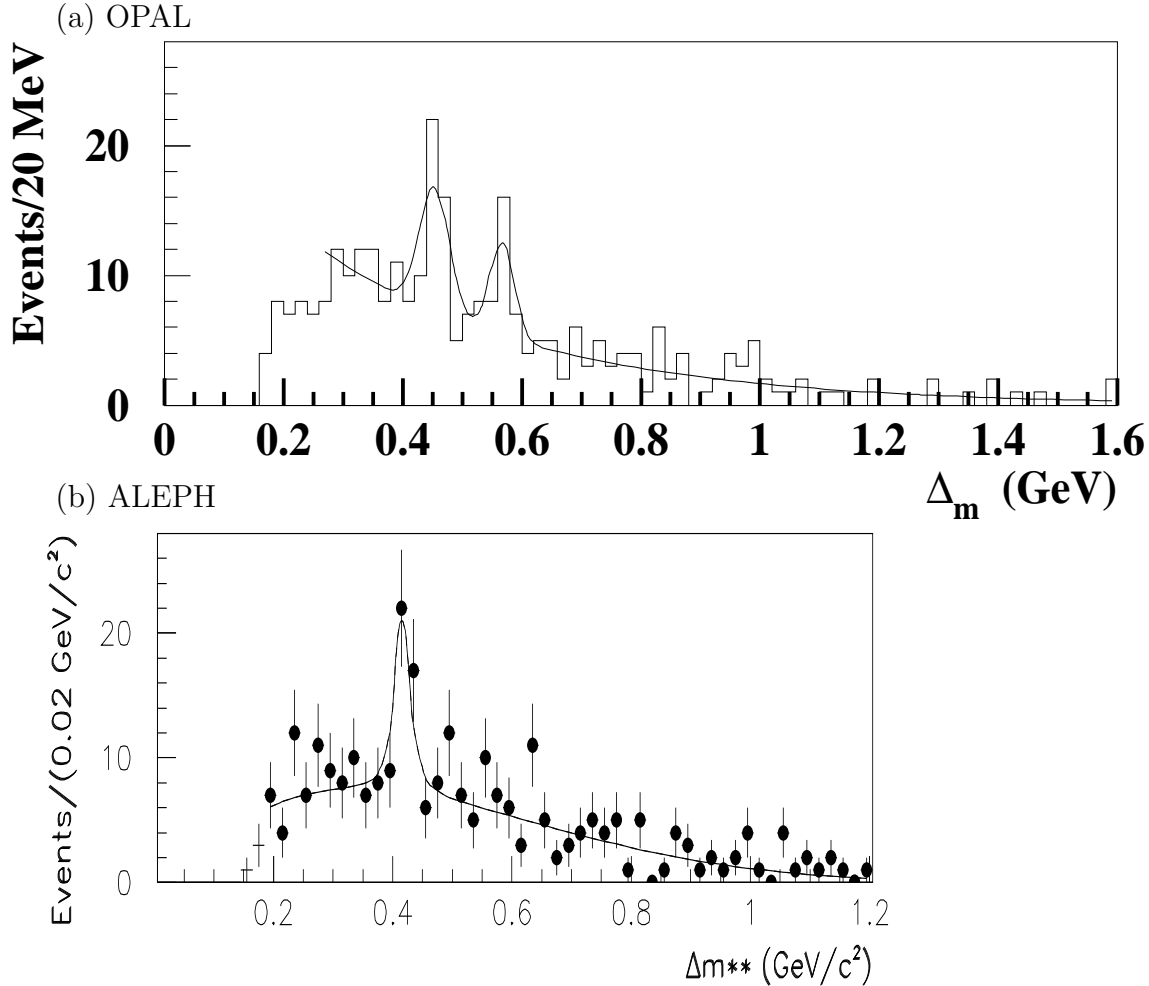 (a) OPAL
Events/20 MeV
20
10
0
0 0.2 0.4 0.6 0.8 1 1.2 1.4 1.6
Δm (GeV)
(b) ALEPH
Events/(0.02 GeV/c²)
20
10
0
0.2 0.4 0.6 0.8 1 1.2
Δm** (GeV/c²)